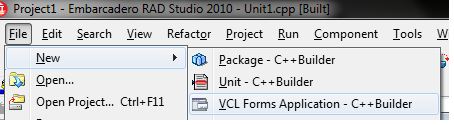 Project1 - Embarcadero RAD Studio 2010 - Unit1.cpp [Built]
File Edit Search View Refactor Project Run Component Tools
New
Package - C++Builder
Open...
Unit - C++Builder
Open Project... Ctrl+F11
VCL Forms Application - C++Builder